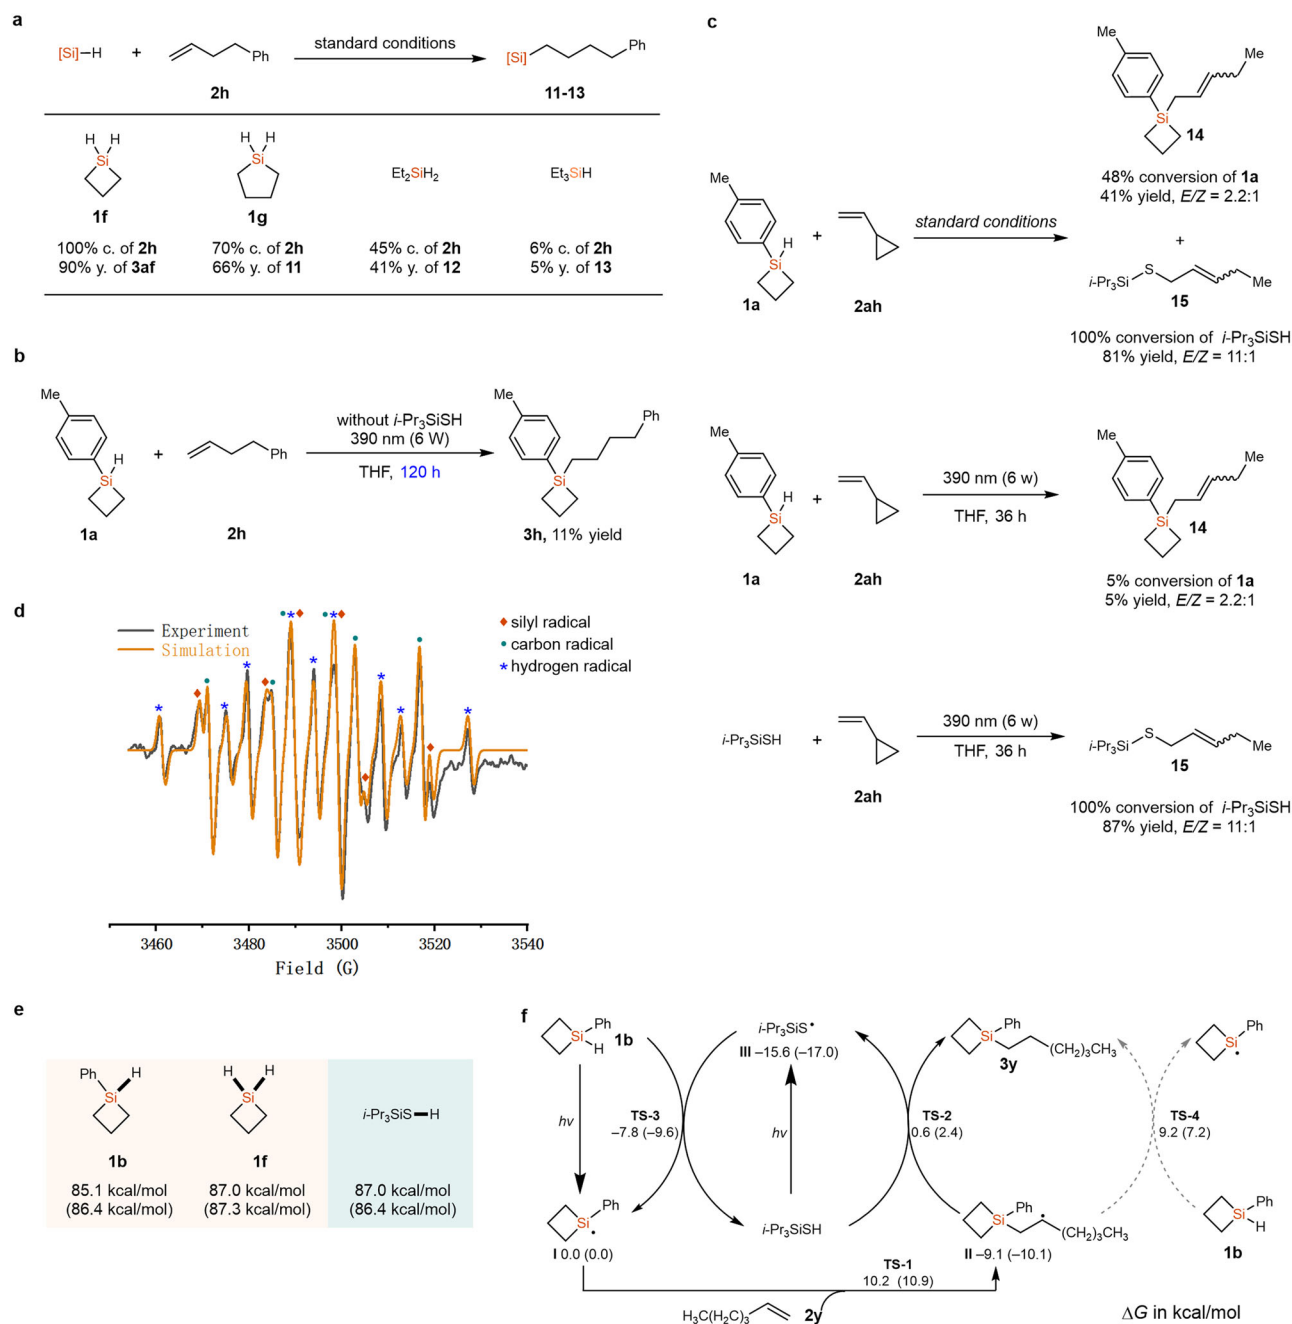 a
[Si]–H
+
Ph
2h
standard conditions
[Si]
Ph
11-13
H H
Si
1f
100% c. of 2h
90% y. of 3af
H H
Si
1g
70% c. of 2h
66% y. of 11
Et2SiH2
45% c. of 2h
41% y. of 12
Et3SiH
6% c. of 2h
5% y. of 13
b
Me
H
Si
1a
+
Ph
2h
without i-Pr3SiSH
390 nm (6 W)
THF, 120 h
Me
Ph
Si
3h, 11% yield
c
Me
H
Si
1a
+
2ah
standard conditions
Me
Me
Si
14
48% conversion of 1a
41% yield, E/Z = 2.2:1
+
i-Pr3Si
S
Me
15
100% conversion of i-Pr3SiSH
81% yield, E/Z = 11:1
Me
H
Si
1a
+
2ah
390 nm (6 w)
THF, 36 h
Me
Me
Si
14
5% conversion of 1a
5% yield, E/Z = 2.2:1
i-Pr3SiSH
+
2ah
390 nm (6 w)
THF, 36 h
i-Pr3Si
S
Me
15
100% conversion of i-Pr3SiSH
87% yield, E/Z = 11:1
d
Experiment
Simulation
silyl radical
carbon radical
* hydrogen radical
3460 3480 3500 3520 3540
Field (G)
e
Ph
H
Si
1b
85.1 kcal/mol
(86.4 kcal/mol)
H H
Si
1f
87.0 kcal/mol
(87.3 kcal/mol)
i-Pr3SiS–H
87.0 kcal/mol
(86.4 kcal/mol)
f
Ph
Si
H
1b
i-Pr3SiS•
III –15.6 (–17.0)
Ph
Si
(CH2)3CH3
3y
Ph
Si
•
hv
TS-3
–7.8 (–9.6)
hv
TS-2
0.6 (2.4)
TS-4
9.2 (7.2)
Ph
Si
•
I 0.0 (0.0)
i-Pr3SiSH
Ph
Si
•
(CH2)3CH3
II –9.1 (–10.1)
Ph
Si
H
1b
TS-1
10.2 (10.9)
H3C(H2C)3
2y
ΔG in kcal/mol